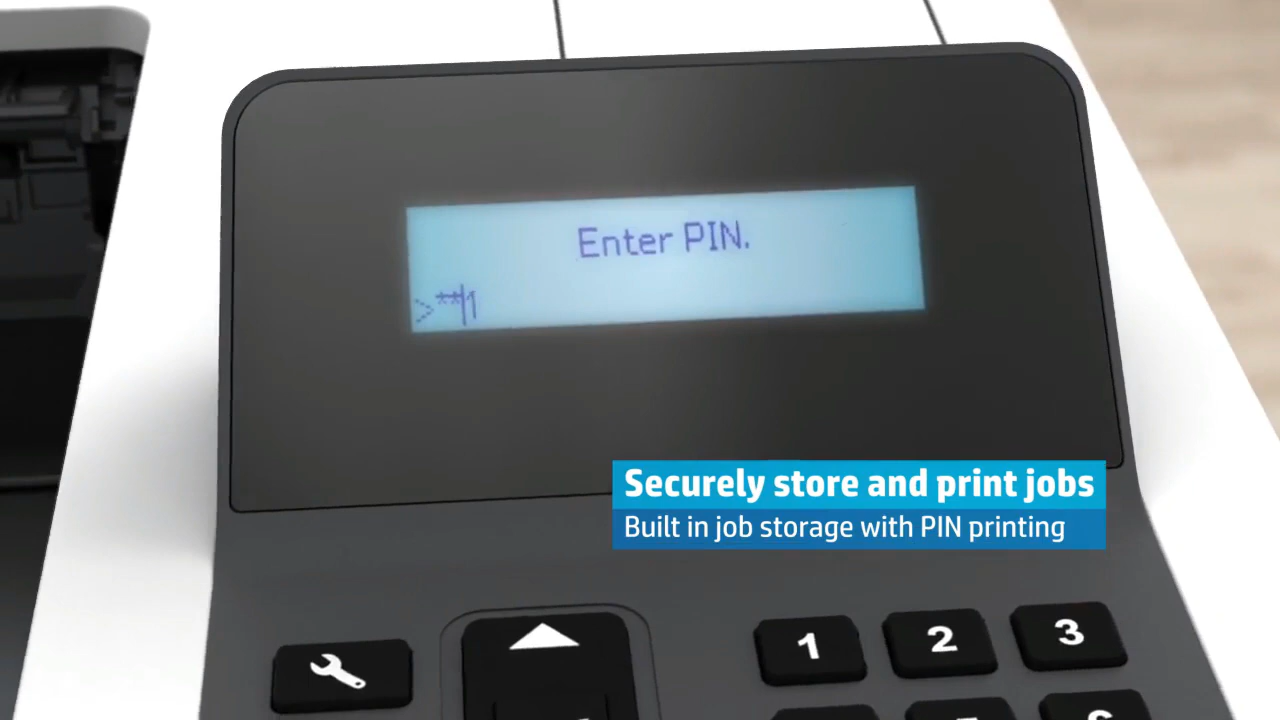 Enter PIN.
>**|1
Securely store and print jobs
Built in job storage with PIN printing
1 2 3